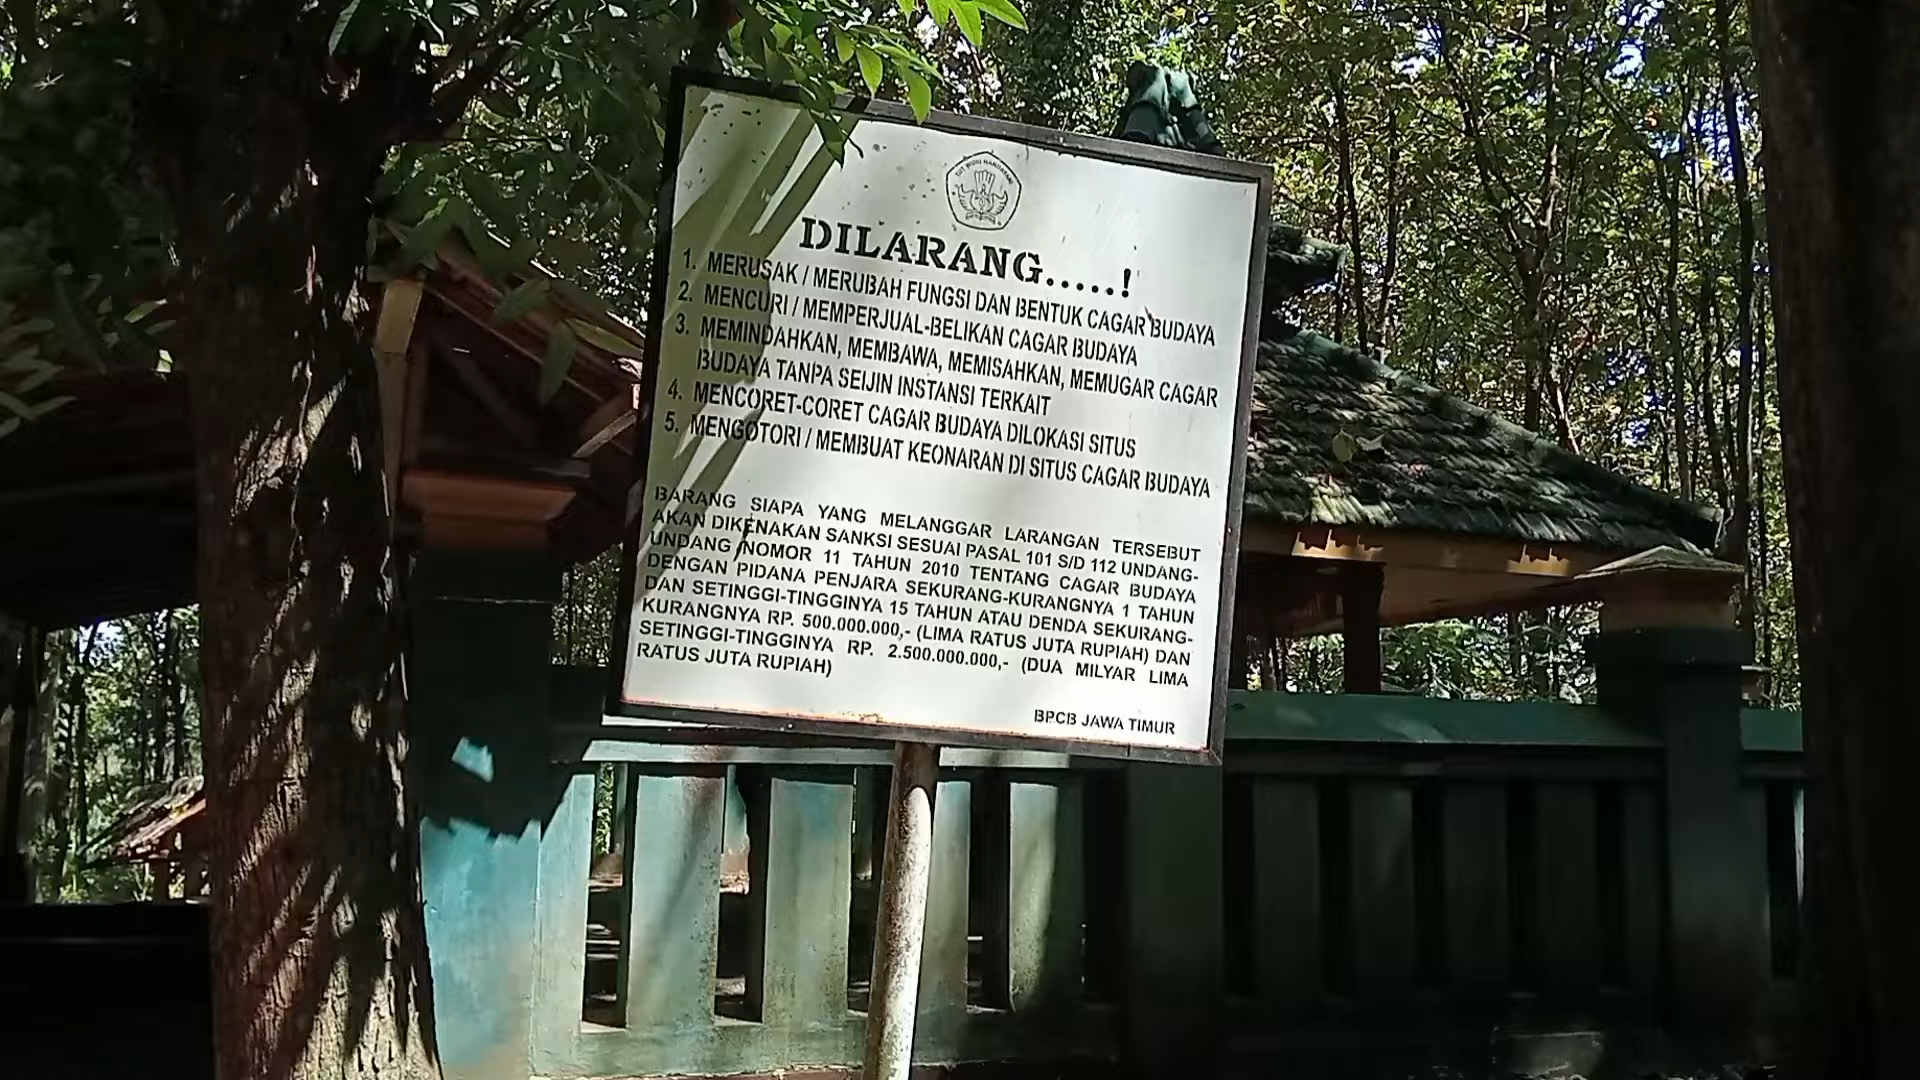 TUT WURI HANDAYANI
DILARANG.....!
1. MERUSAK / MERUBAH FUNGSI DAN BENTUK CAGAR BUDAYA
2. MENCURI / MEMPERJUAL-BELIKAN CAGAR BUDAYA
3. MEMINDAHKAN, MEMBAWA, MEMISAHKAN, MEMUGAR CAGAR
BUDAYA TANPA SEIJIN INSTANSI TERKAIT
4. MENCORET-CORET CAGAR BUDAYA DILOKASI SITUS
5. MENGOTORI / MEMBUAT KEONARAN DI SITUS CAGAR BUDAYA
BARANG SIAPA YANG MELANGGAR LARANGAN TERSEBUT
AKAN DIKENAKAN SANKSI SESUAI PASAL 101 S/D 112 UNDANG-
UNDANG NOMOR 11 TAHUN 2010 TENTANG CAGAR BUDAYA
DENGAN PIDANA PENJARA SEKURANG-KURANGNYA 1 TAHUN
DAN SETINGGI-TINGGINYA 15 TAHUN ATAU DENDA SEKURANG-
KURANGNYA RP. 500.000.000,- (LIMA RATUS JUTA RUPIAH) DAN
SETINGGI-TINGGINYA RP. 2.500.000.000,- (DUA MILYAR LIMA
RATUS JUTA RUPIAH)
BPCB JAWA TIMUR